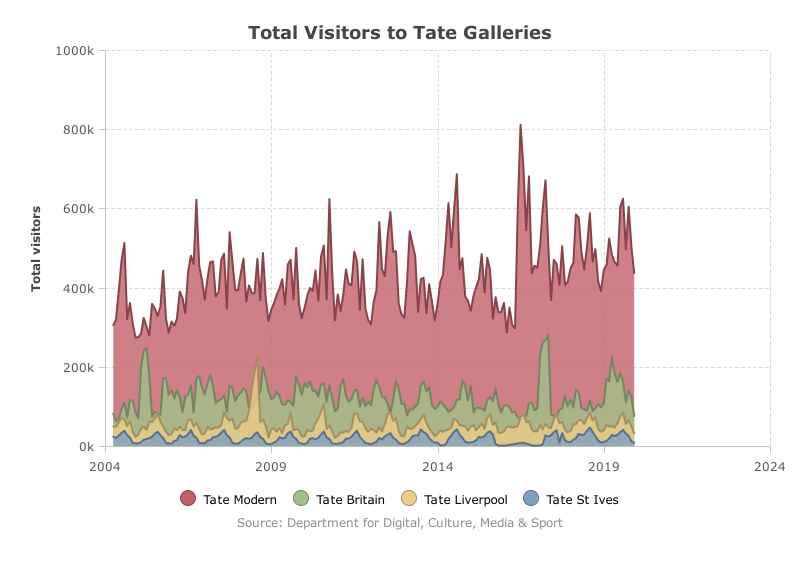 Total Visitors to Tate Galleries
1000k
800k
600k
400k
200k
0k
Total visitors
2004
2009
2014
2019
2024
Tate Modern
Tate Britain
Tate Liverpool
Tate St Ives
Source: Department for Digital, Culture, Media & Sport